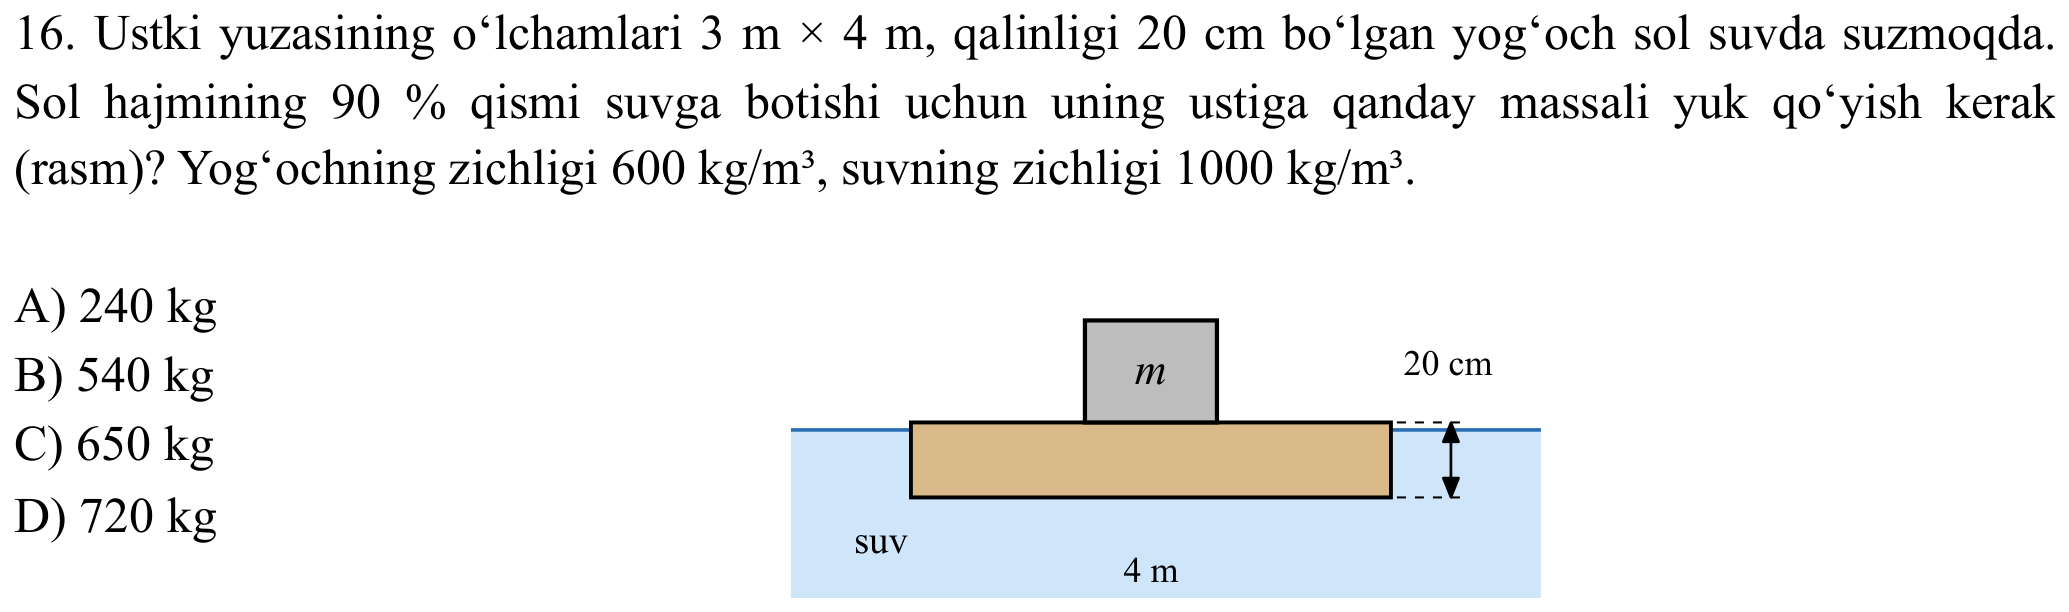 16. Ustki yuzasining o‘lchamlari 3 m × 4 m, qalinligi 20 cm bo‘lgan yog‘och sol suvda suzmoqda.
Sol hajmining 90 % qismi suvga botishi uchun uning ustiga qanday massali yuk qo‘yish kerak
(rasm)? Yog‘ochning zichligi 600 kg/m³, suvning zichligi 1000 kg/m³.
A) 240 kg
B) 540 kg
C) 650 kg
D) 720 kg
m
20 cm
suv
4 m